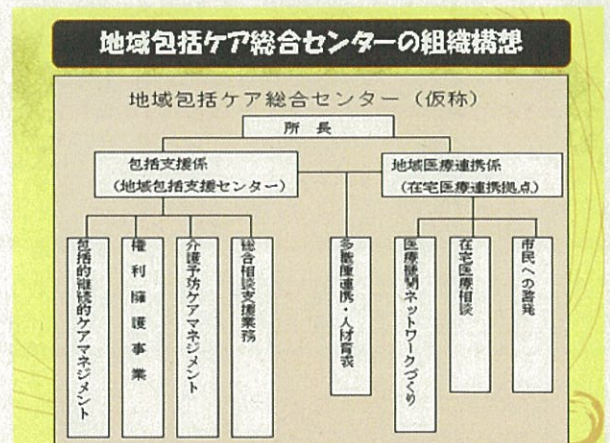 地域包括ケア総合センターの組織構想
地域包括ケア総合センター（仮称）
所 長
包括支援係
（地域包括支援センター）
地域医療連携係
（在宅医療連携拠点）
包括的継続的ケアマネジメント
権利擁護事業
介護予防ケアマネジメント
総合相談支援業務
多職種連携・人材育成
医療機関ネットワークづくり
在宅医療相談
市民への啓発